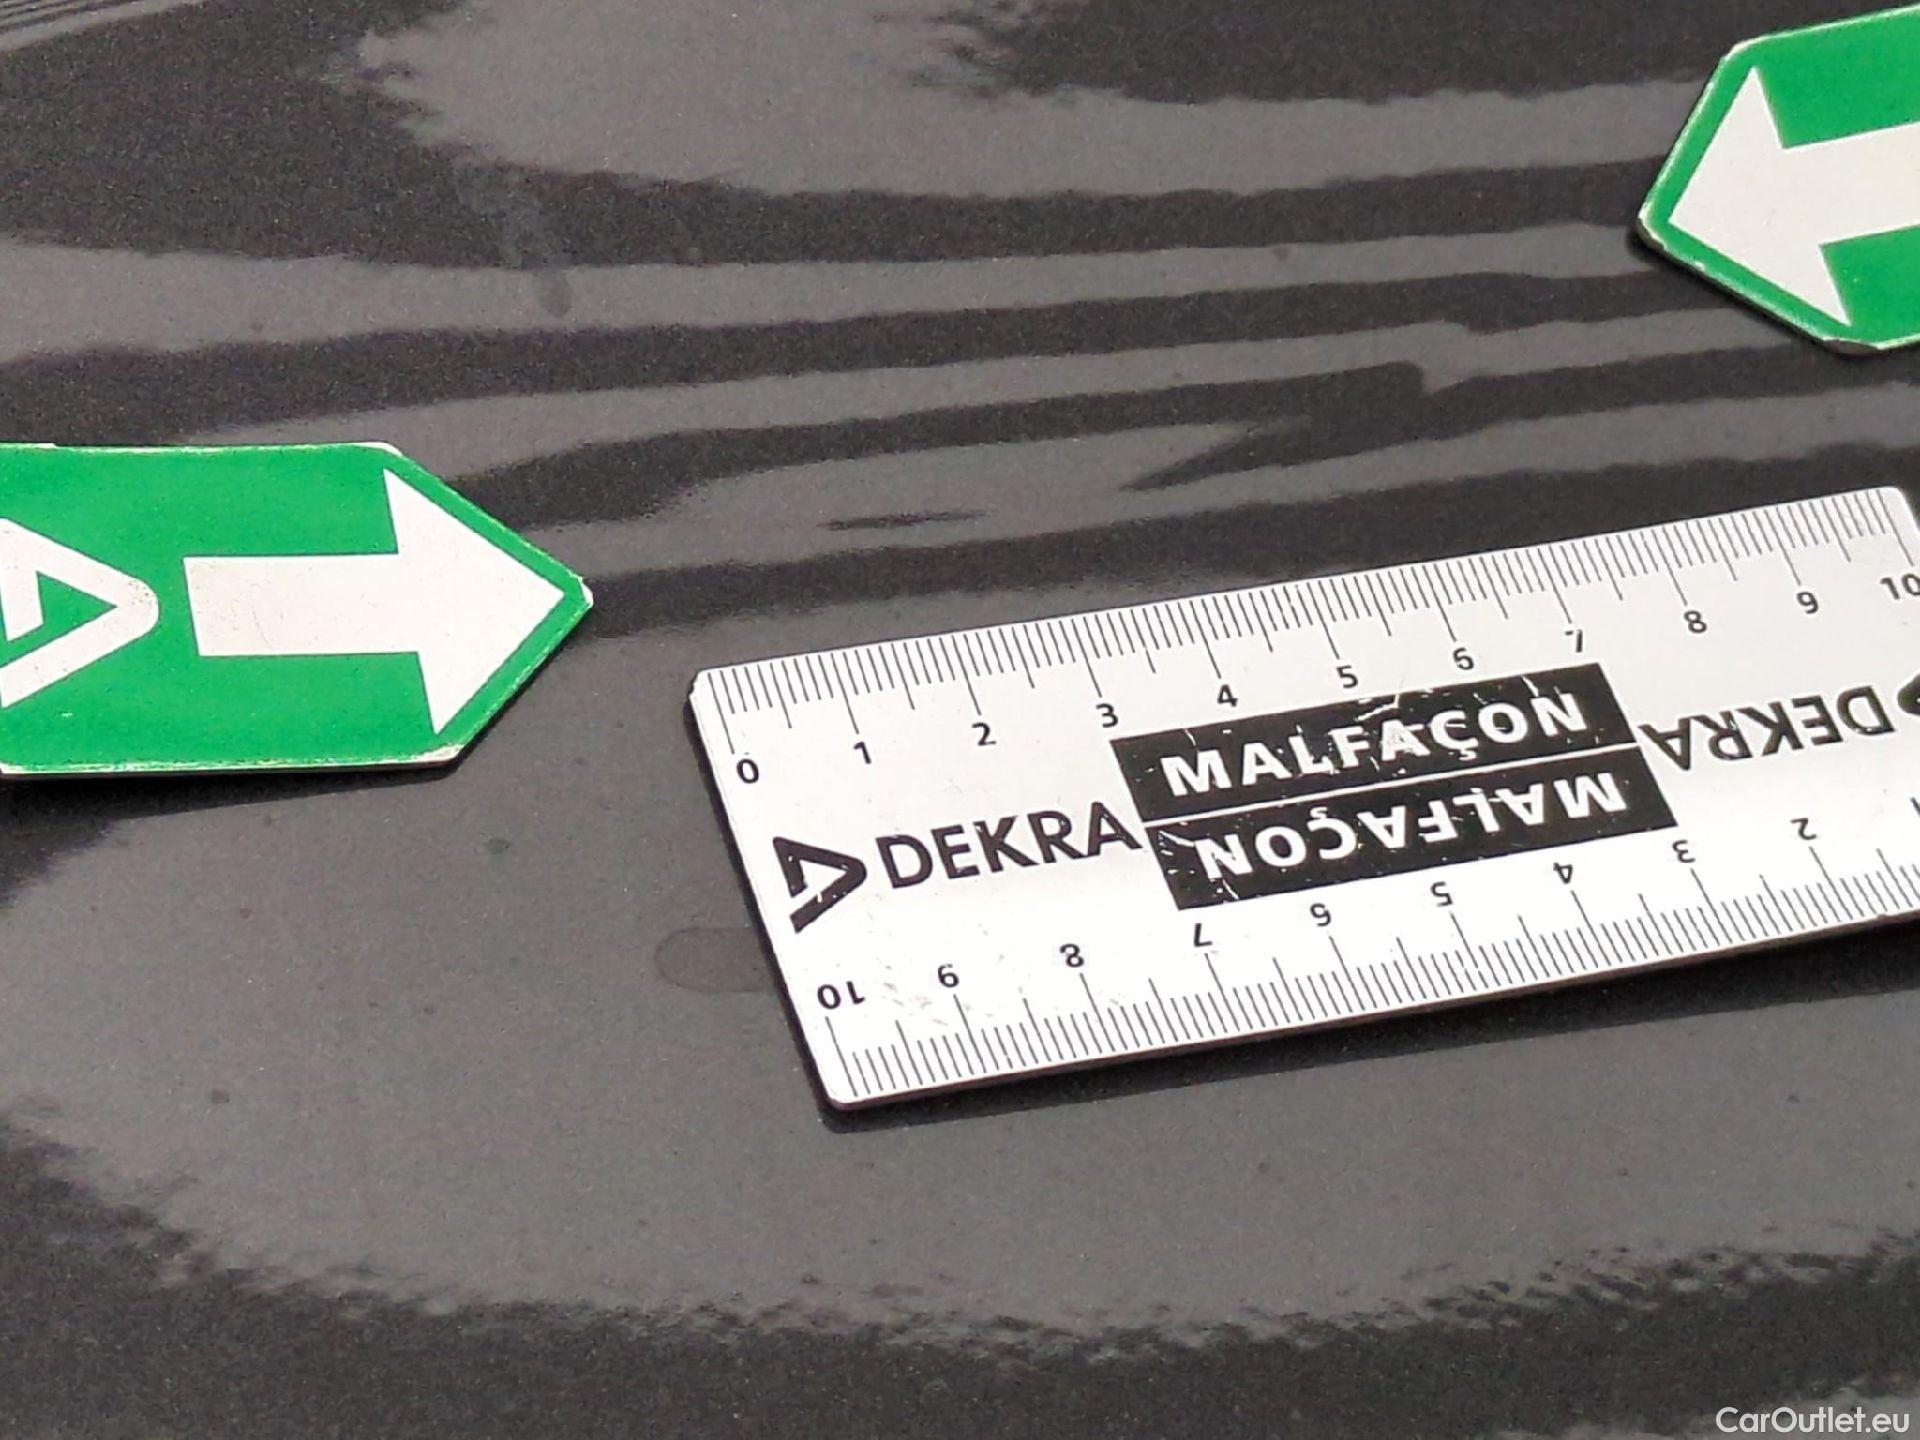 0 1 2 3 4 5 6 7 8 9 10
MALFAÇON
DEKRA
MALFAÇON
DEKRA
10 9 8 7 6 5 4 3 2 1
CarOutlet.eu